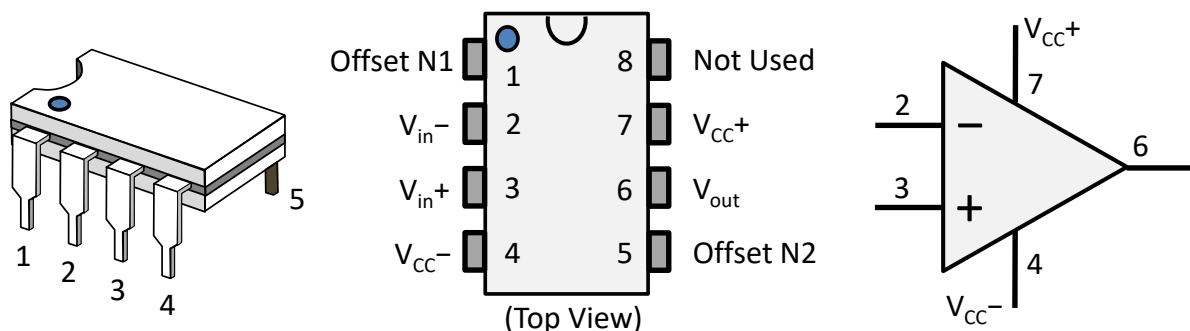 1
2
3
4
5
Offset N1 1 8 Not Used
Vin− 2 7 VCC+
Vin+ 3 6 Vout
VCC− 4 5 Offset N2
(Top View)
VCC+
7
2 −
6
3 +
4
VCC−